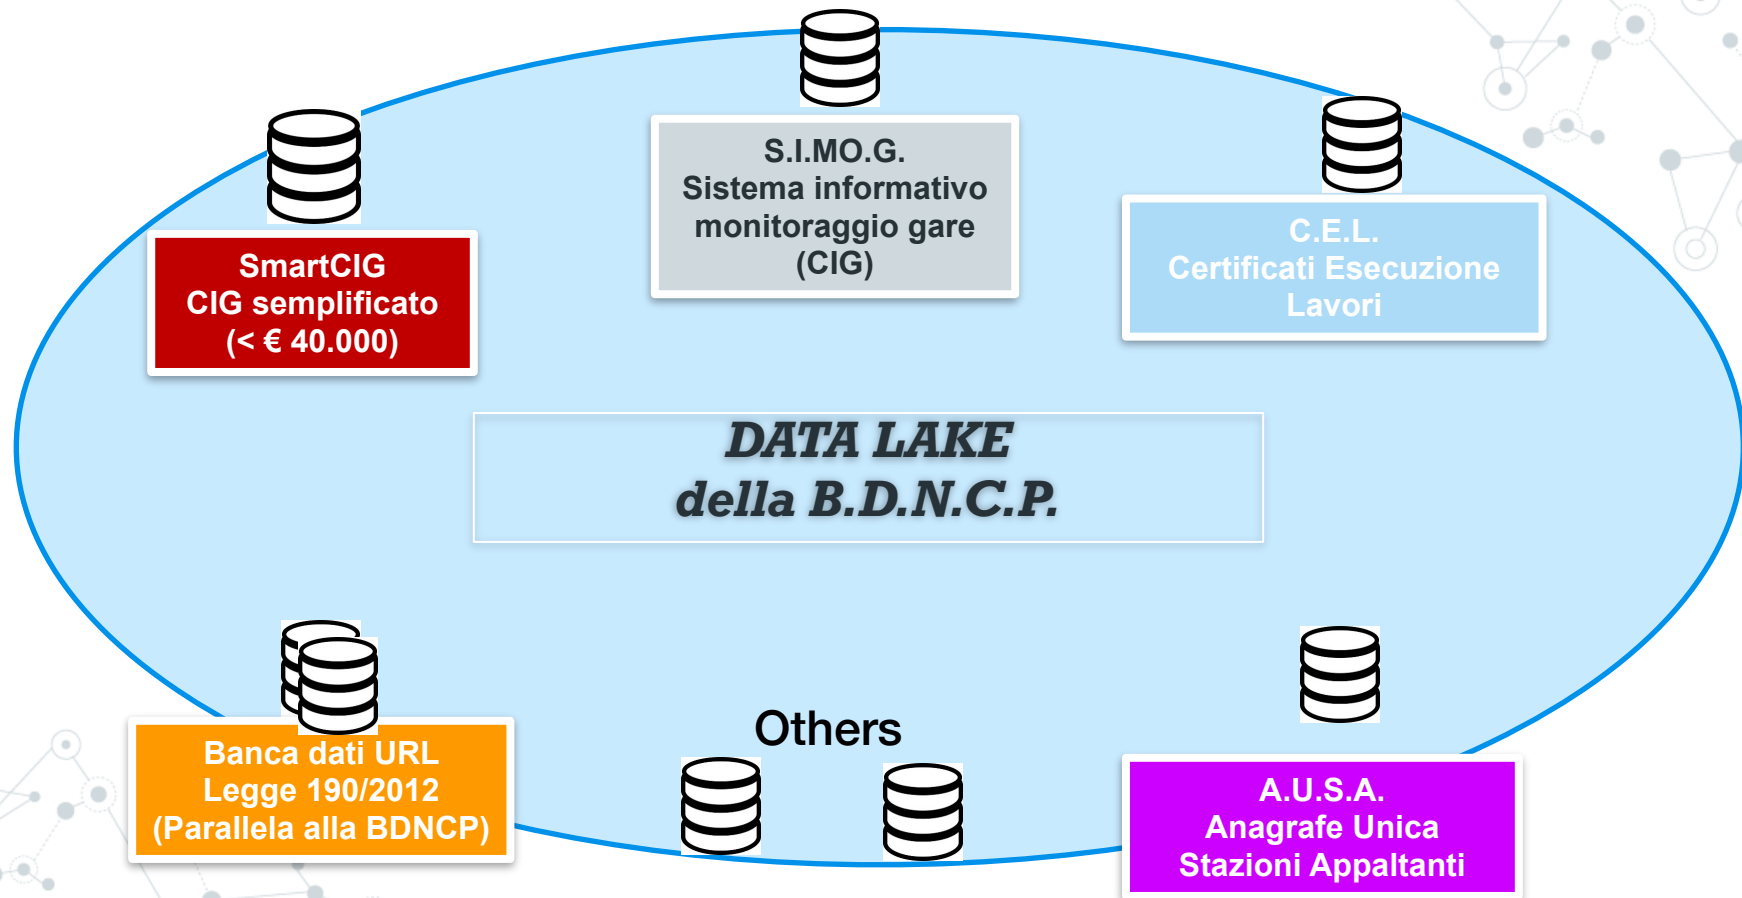 S.I.MO.G.
Sistema informativo
monitoraggio gare
(CIG)
SmartCIG
CIG semplificato
(< € 40.000)
C.E.L.
Certificati Esecuzione
Lavori
DATA LAKE
della B.D.N.C.P.
Banca dati URL
Legge 190/2012
(Parallela alla BDNCP)
Others
A.U.S.A.
Anagrafe Unica
Stazioni Appaltanti